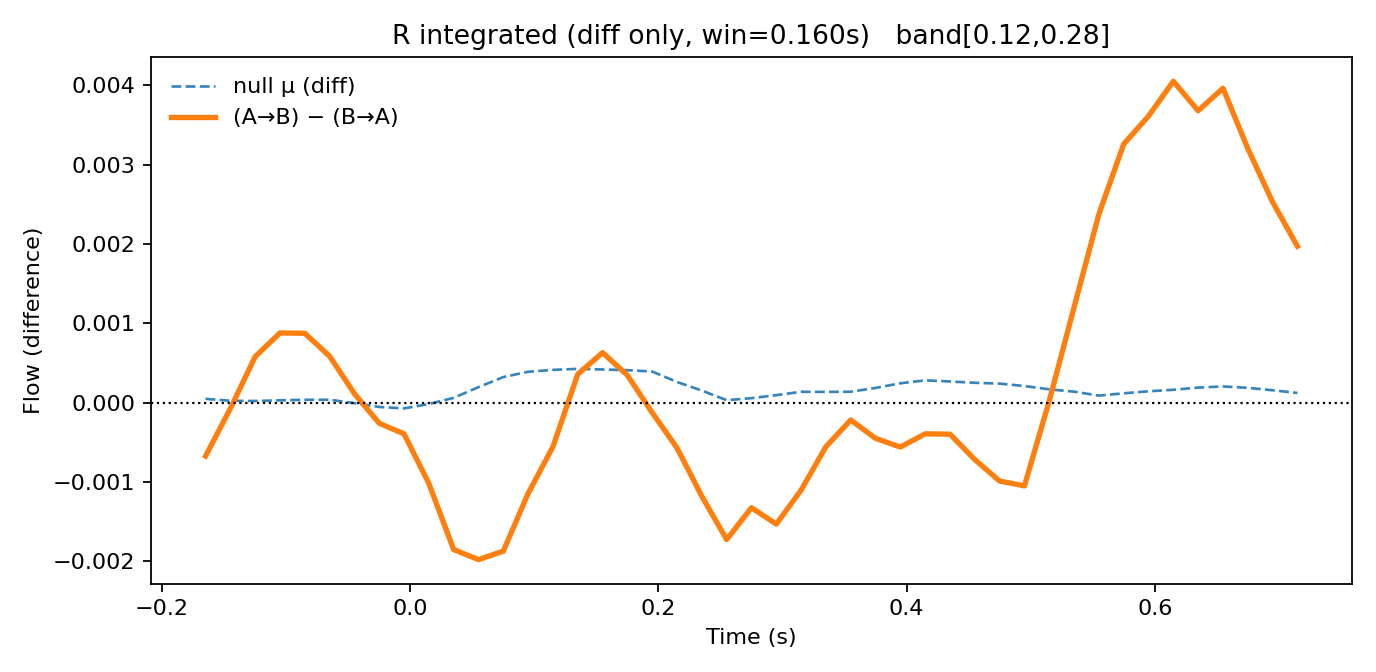 R integrated (diff only, win=0.160s)   band[0.12,0.28]
null μ (diff)
(A→B) − (B→A)
Flow (difference)
0.004
0.003
0.002
0.001
0.000
−0.001
−0.002
−0.2
0.0
0.2
0.4
0.6
Time (s)